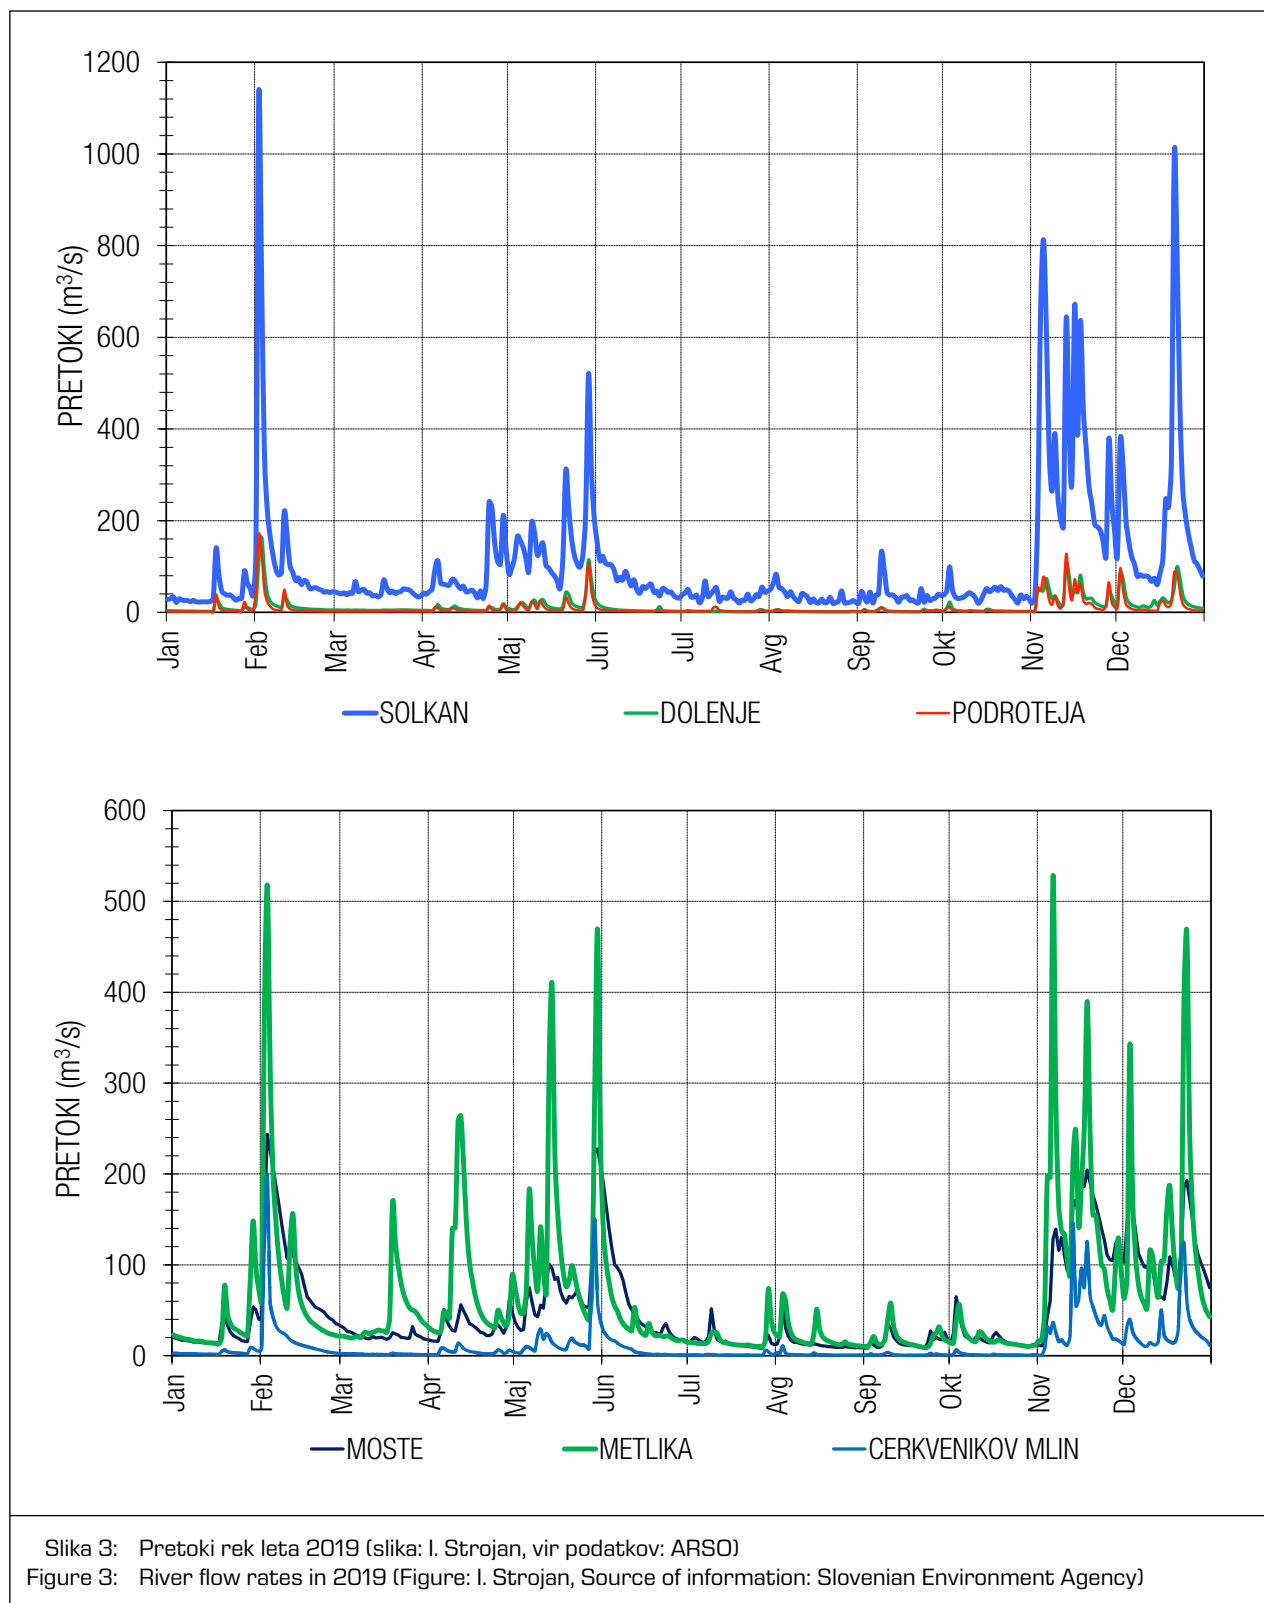 1200
1000
800
600
400
200
0
PRETOKI (m³/s)
Jan Feb Mar Apr Maj Jun Jul Avg Sep Okt Nov Dec
SOLKAN DOLENJE PODROTEJA
600
500
400
300
200
100
0
PRETOKI (m³/s)
Jan Feb Mar Apr Maj Jun Jul Avg Sep Okt Nov Dec
MOSTE METLIKA CERKVENIKOV MLIN
Slika 3: Pretoki rek leta 2019 (slika: I. Strojan, vir podatkov: ARSO)
Figure 3: River flow rates in 2019 (Figure: I. Strojan, Source of information: Slovenian Environment Agency)